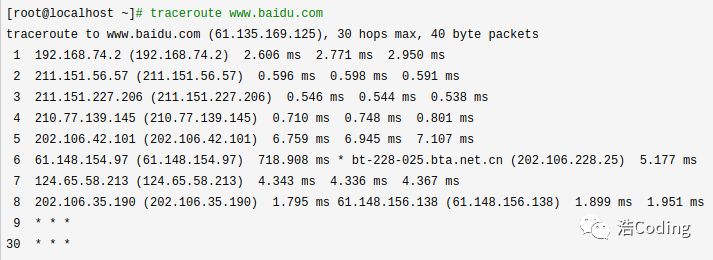 [root@localhost ~]# traceroute www.baidu.com
traceroute to www.baidu.com (61.135.169.125), 30 hops max, 40 byte packets
1 192.168.74.2 (192.168.74.2) 2.606 ms 2.771 ms 2.950 ms
2 211.151.56.57 (211.151.56.57) 0.596 ms 0.598 ms 0.591 ms
3 211.151.227.206 (211.151.227.206) 0.546 ms 0.544 ms 0.538 ms
4 210.77.139.145 (210.77.139.145) 0.710 ms 0.748 ms 0.801 ms
5 202.106.42.101 (202.106.42.101) 6.759 ms 6.945 ms 7.107 ms
6 61.148.154.97 (61.148.154.97) 718.908 ms * bt-228-025.bta.net.cn (202.106.228.25) 5.177 ms
7 124.65.58.213 (124.65.58.213) 4.343 ms 4.336 ms 4.367 ms
8 202.106.35.190 (202.106.35.190) 1.795 ms 61.148.156.138 (61.148.156.138) 1.899 ms 1.951 ms
9 * * *
30 * * *
浩Coding